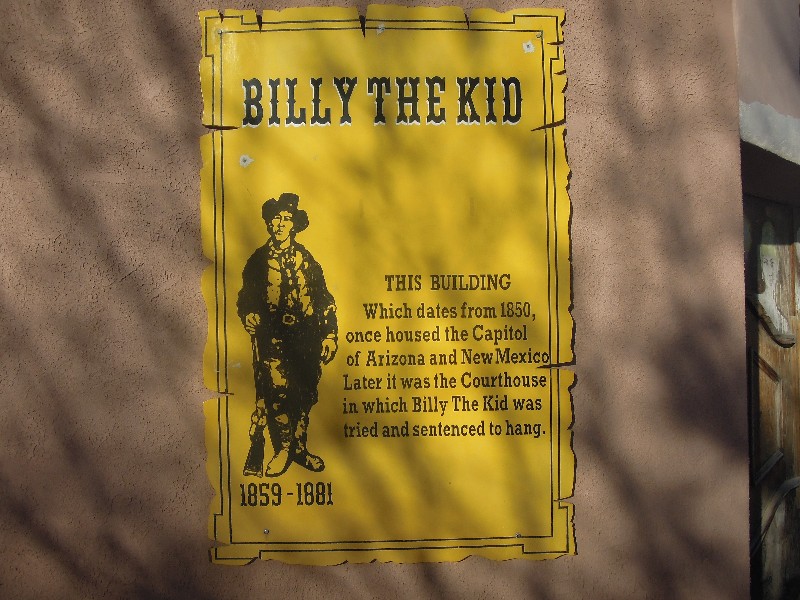 BILLY THE KID
THIS BUILDING
Which dates from 1850,
once housed the Capitol
of Arizona and New Mexico
Later it was the Courthouse
in which Billy The Kid was
tried and sentenced to hang.
1859-1881